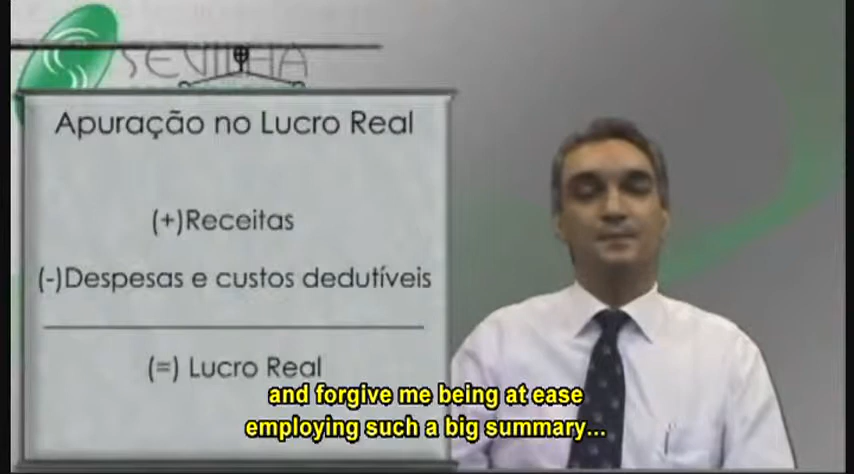 SEVILHA
Apuração no Lucro Real
(+)Receitas
(-)Despesas e custos dedutíveis
(=) Lucro Real
and forgive me being at ease
employing such a big summary...